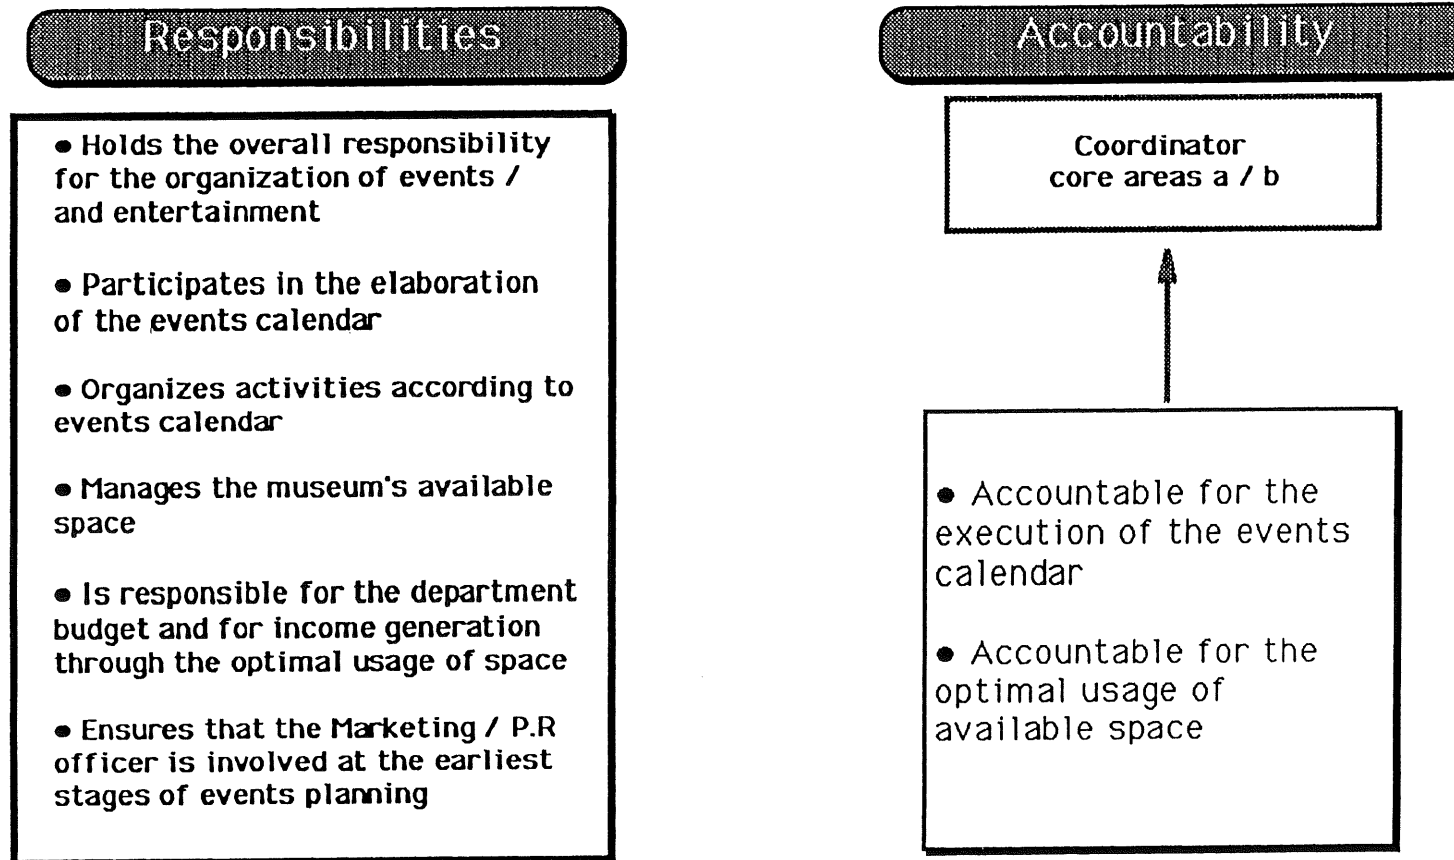 Responsibilities
• Holds the overall responsibility
for the organization of events /
and entertainment
• Participates in the elaboration
of the events calendar
• Organizes activities according to
events calendar
• Manages the museum's available
space
• Is responsible for the department
budget and for income generation
through the optimal usage of space
• Ensures that the Marketing / P.R
officer is involved at the earliest
stages of events planning
Accountability
Coordinator
core areas a / b
• Accountable for the
execution of the events
calendar
• Accountable for the
optimal usage of
available space